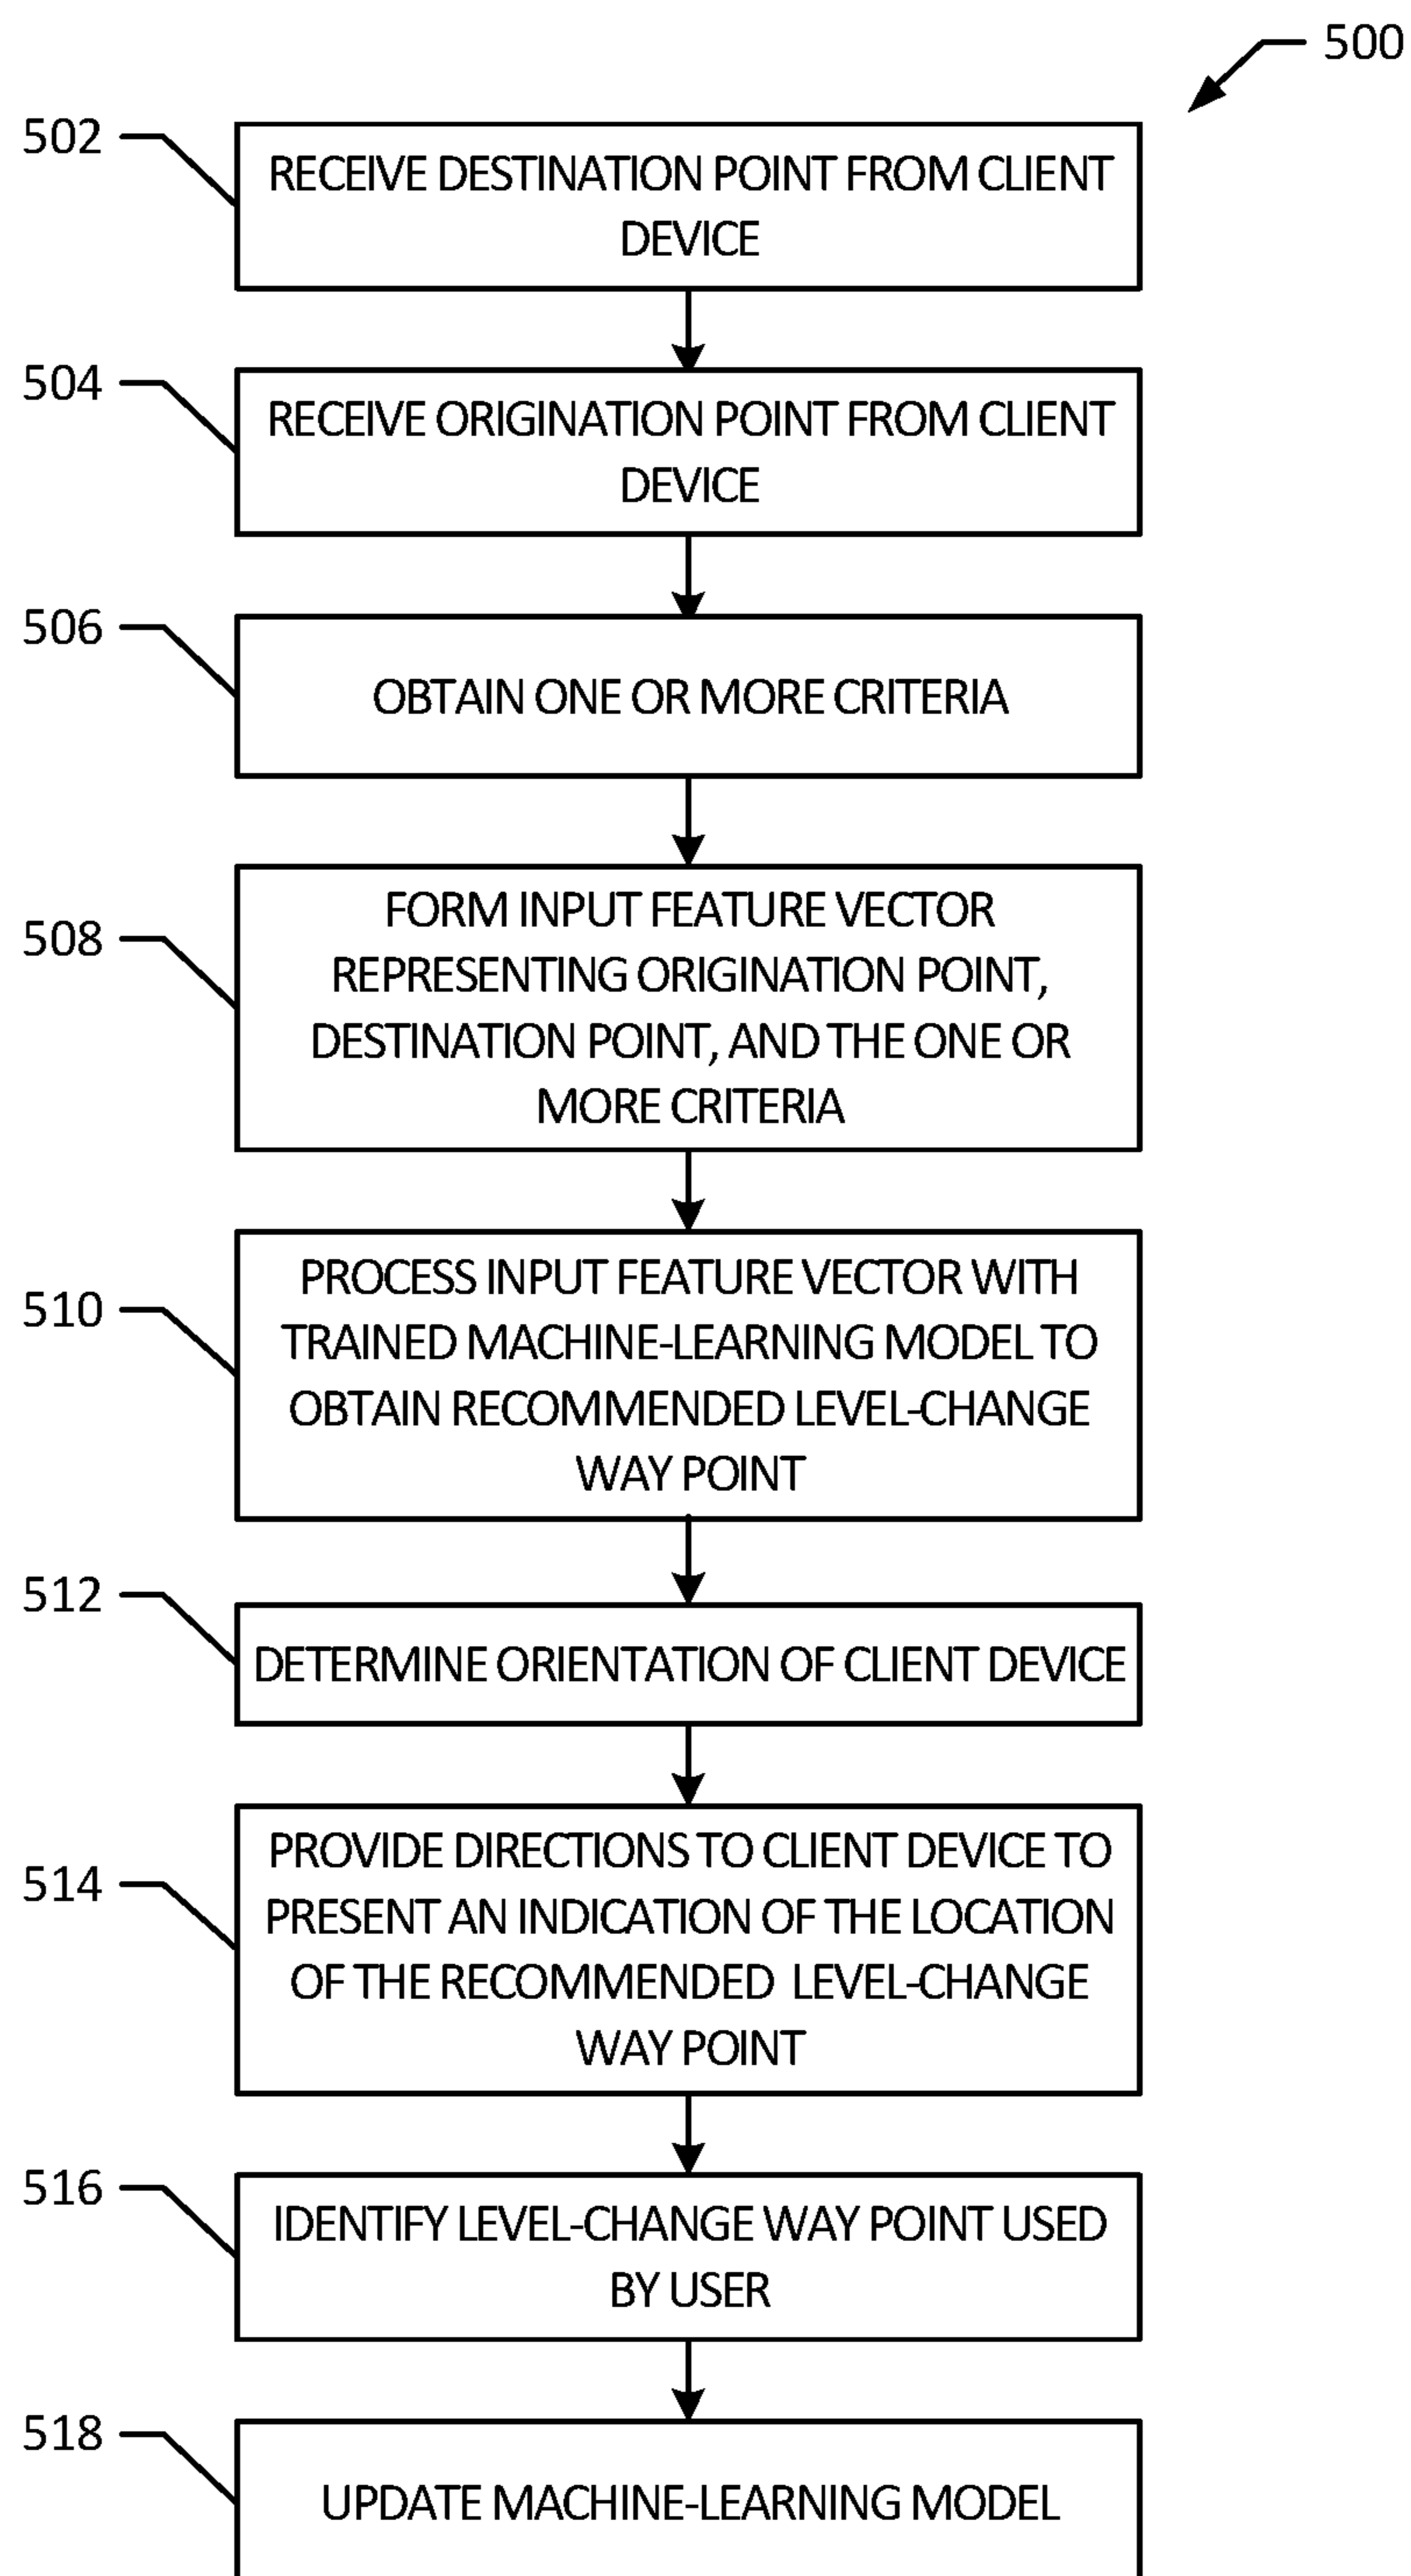 500
502
RECEIVE DESTINATION POINT FROM CLIENT
DEVICE
504
RECEIVE ORIGINATION POINT FROM CLIENT
DEVICE
506
OBTAIN ONE OR MORE CRITERIA
508
FORM INPUT FEATURE VECTOR
REPRESENTING ORIGINATION POINT,
DESTINATION POINT, AND THE ONE OR
MORE CRITERIA
510
PROCESS INPUT FEATURE VECTOR WITH
TRAINED MACHINE-LEARNING MODEL TO
OBTAIN RECOMMENDED LEVEL-CHANGE
WAY POINT
512
DETERMINE ORIENTATION OF CLIENT DEVICE
514
PROVIDE DIRECTIONS TO CLIENT DEVICE TO
PRESENT AN INDICATION OF THE LOCATION
OF THE RECOMMENDED LEVEL-CHANGE
WAY POINT
516
IDENTIFY LEVEL-CHANGE WAY POINT USED
BY USER
518
UPDATE MACHINE-LEARNING MODEL